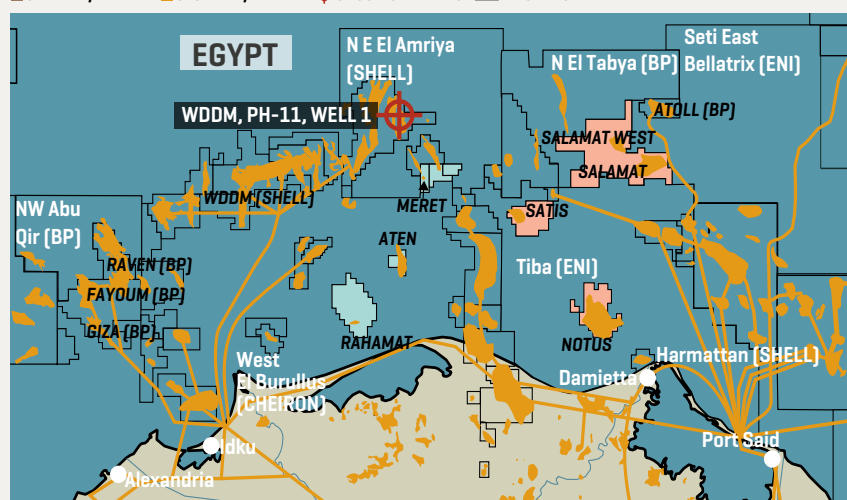 EGYPT
N E El Amriya
(SHELL)
N El Tabya (BP)
Seti East
Bellatrix (ENI)
WDDM, PH-11, WELL 1
ATOLL (BP)
SALAMAT WEST
SALAMAT
WDDM (SHELL)
MERET
SATIS
NW Abu
Qir (BP)
ATEN
RAVEN (BP)
Tiba (ENI)
FAYOUM (BP)
GIZA (BP)
RAHAMAT
NOTUS
West
El Burullus
(CHEIRON)
Harmattan (SHELL)
Damietta
Idku
Port Said
Alexandria